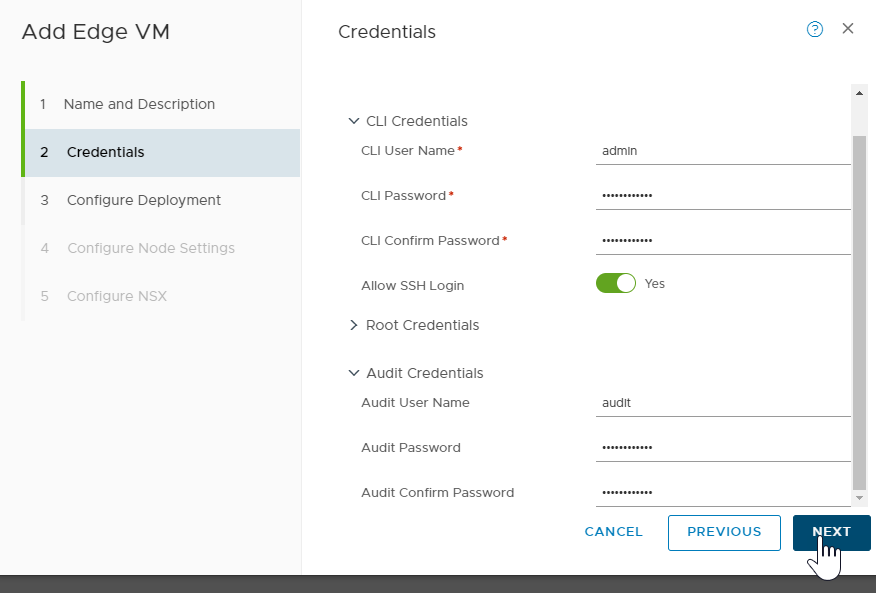 Add Edge VM
1 Name and Description
2 Credentials
3 Configure Deployment
4 Configure Node Settings
5 Configure NSX
Credentials
?
CLI Credentials
CLI User Name* admin
CLI Password* ••••••••••••
CLI Confirm Password* ••••••••••••
Allow SSH Login Yes
Root Credentials
Audit Credentials
Audit User Name audit
Audit Password ••••••••••••
Audit Confirm Password ••••••••••••
CANCEL PREVIOUS NEXT